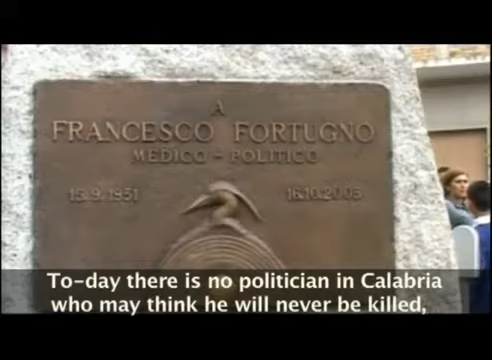 A
FRANCESCO FORTUGNO
MEDICO - POLITICO
15.9.1951 16.10.2005
To-day there is no politician in Calabria
who may think he will never be killed,